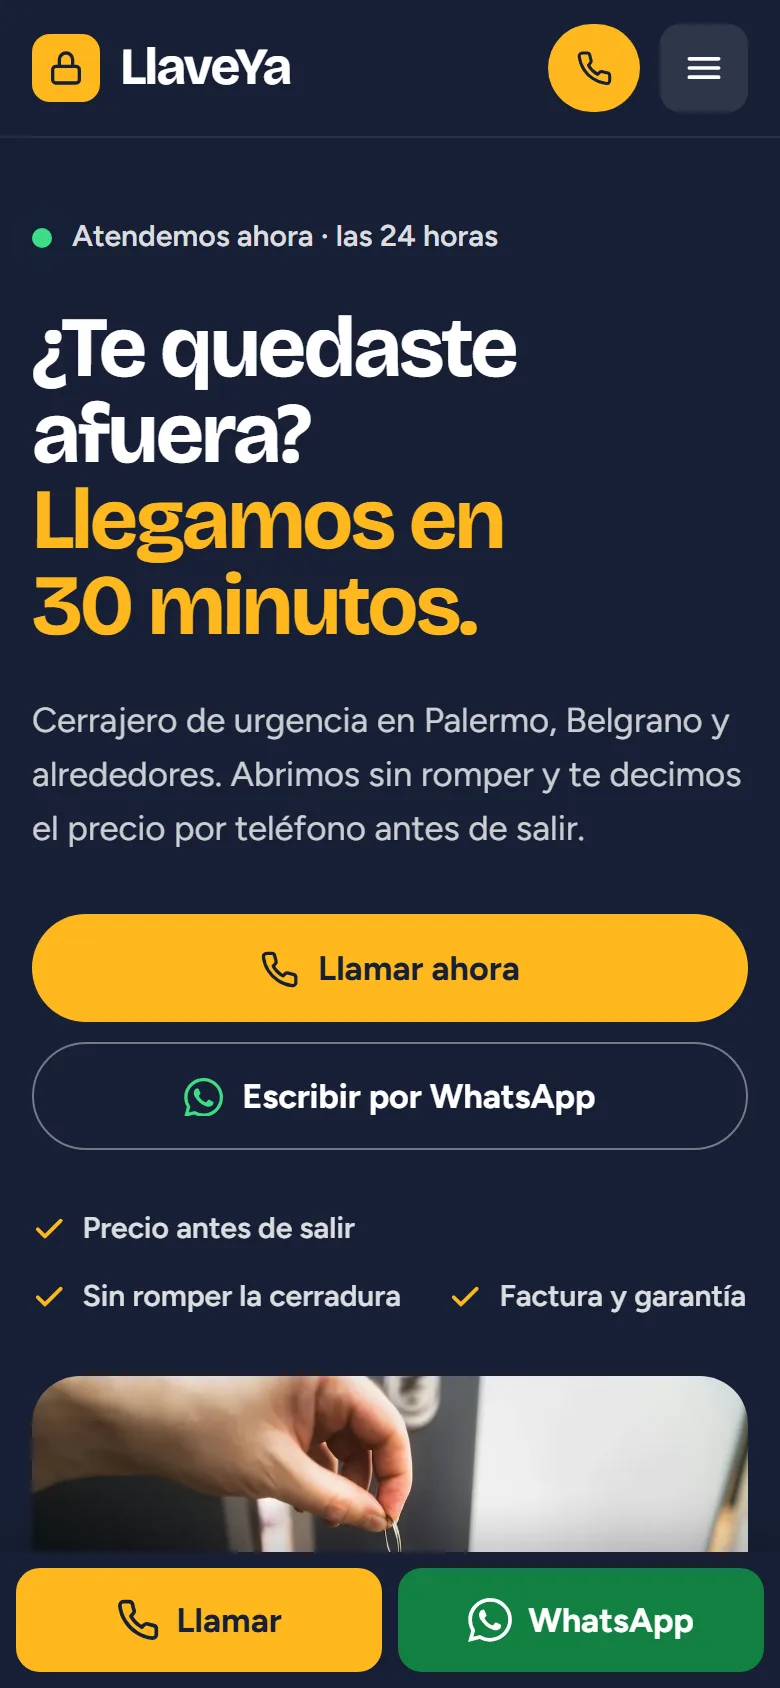 LlaveYa
Atendemos ahora · las 24 horas
¿Te quedaste
afuera?
Llegamos en
30 minutos.
Cerrajero de urgencia en Palermo, Belgrano y
alrededores. Abrimos sin romper y te decimos
el precio por teléfono antes de salir.
Llamar ahora
Escribir por WhatsApp
Precio antes de salir
Sin romper la cerradura
Factura y garantía
Llamar
WhatsApp